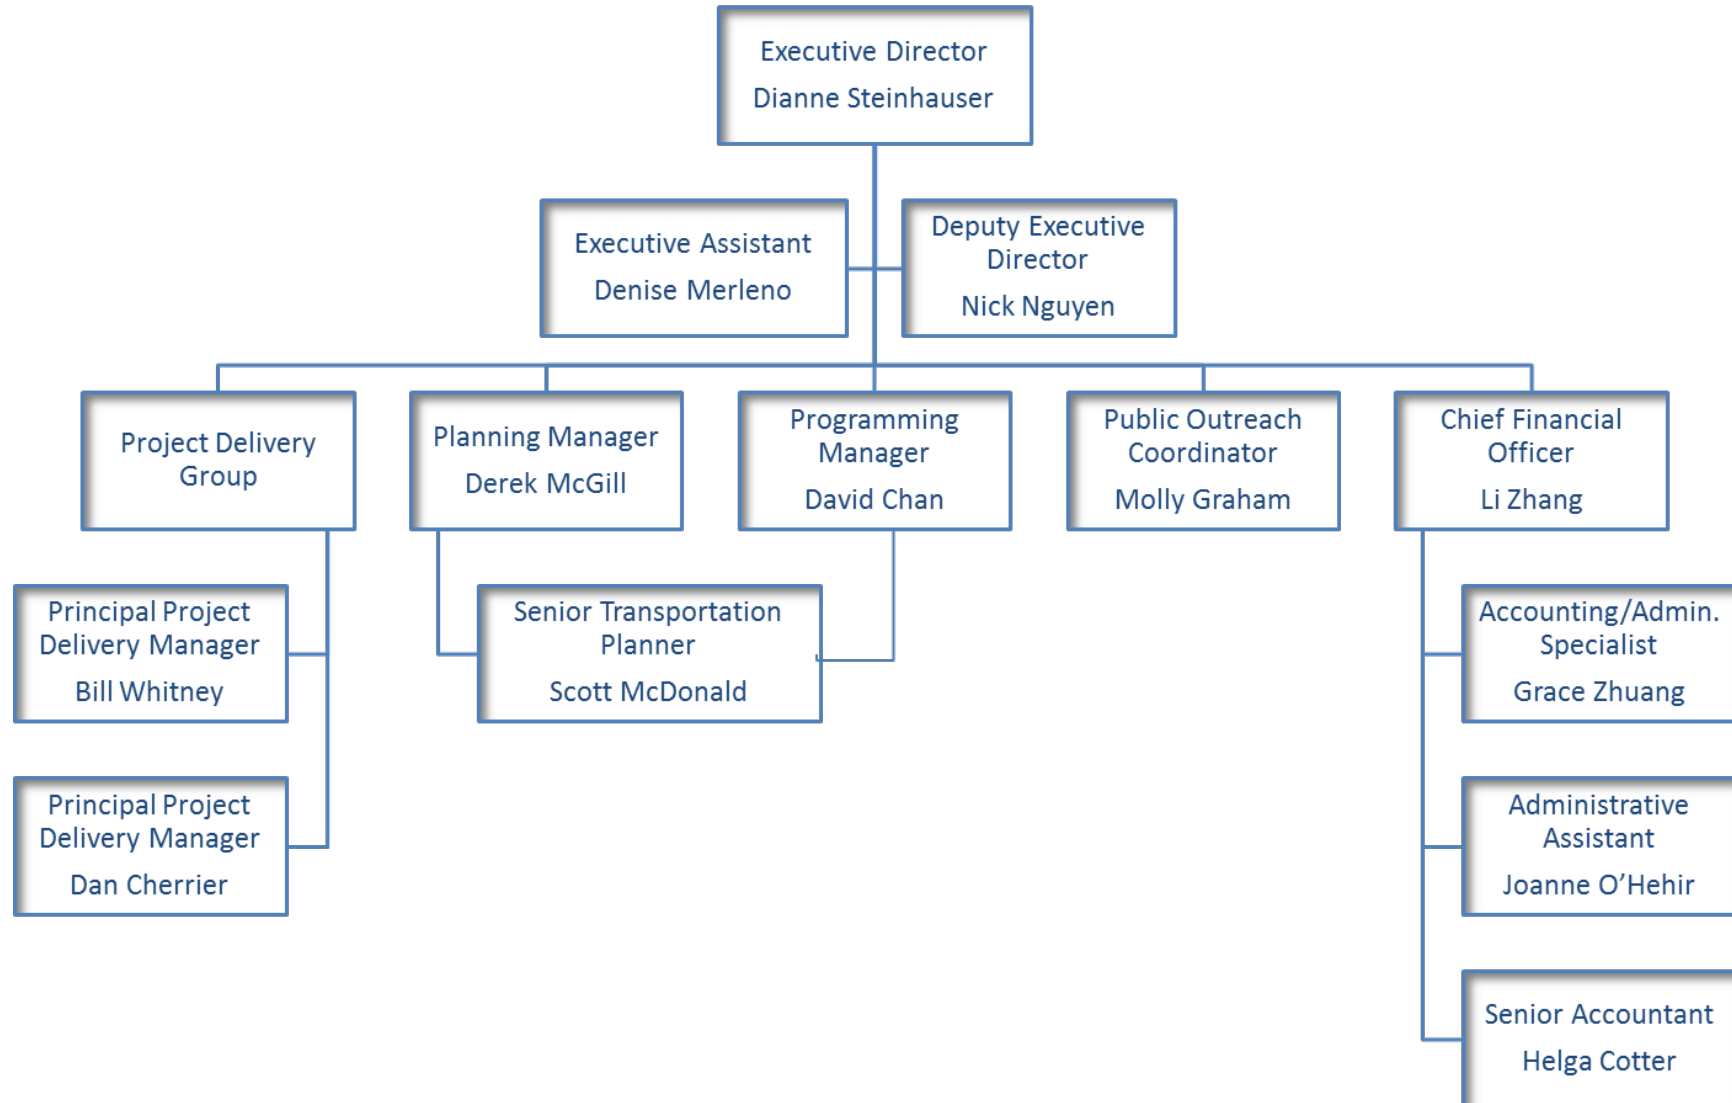 Executive Director
Dianne Steinhauser
Executive Assistant
Denise Merleno
Deputy Executive
Director
Nick Nguyen
Project Delivery
Group
Planning Manager
Derek McGill
Programming
Manager
David Chan
Public Outreach
Coordinator
Molly Graham
Chief Financial
Officer
Li Zhang
Principal Project
Delivery Manager
Bill Whitney
Senior Transportation
Planner
Scott McDonald
Accounting/Admin.
Specialist
Grace Zhuang
Principal Project
Delivery Manager
Dan Cherrier
Administrative
Assistant
Joanne O’Hehir
Senior Accountant
Helga Cotter